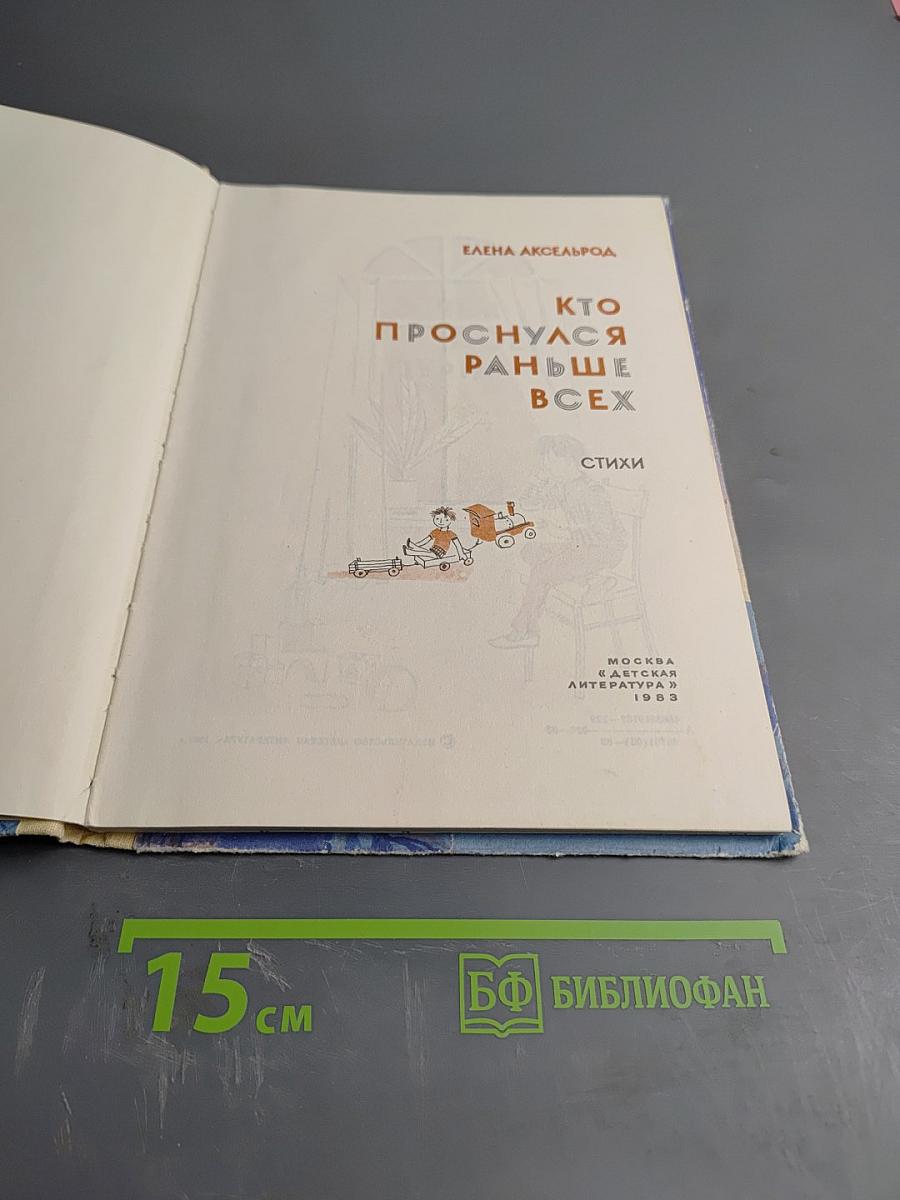 ЕЛЕНА АКСЕЛЬРОД
КТО
ПРОСНУЛСЯ
РАНЬШЕ
ВСЕХ
СТИХИ
МОСКВА
«ДЕТСКАЯ
ЛИТЕРАТУРА»
1983
15 см
БФ БИБЛИОФАН